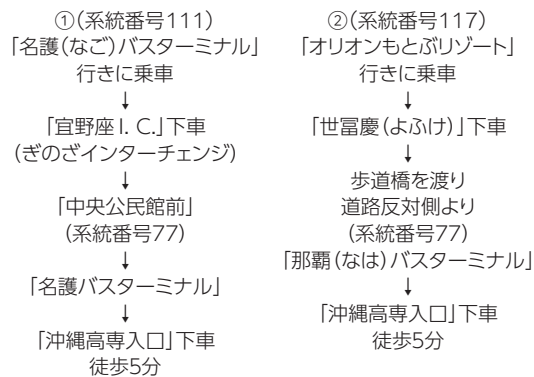 ①(系統番号111)
「名護(なご)バスターミナル」
行きに乗車
↓
「宜野座 I. C.」下車
(ぎのざインターチェンジ)
↓
「中央公民館前」
(系統番号77)
↓
「名護バスターミナル」
↓
「沖縄高専入口」下車
徒歩5分
②(系統番号117)
「オリオンもとぶリゾート」
行きに乗車
↓
「世冨慶(よふけ)」下車
↓
歩道橋を渡り
道路反対側より
(系統番号77)
「那覇(なは)バスターミナル」
↓
「沖縄高専入口」下車
徒歩5分